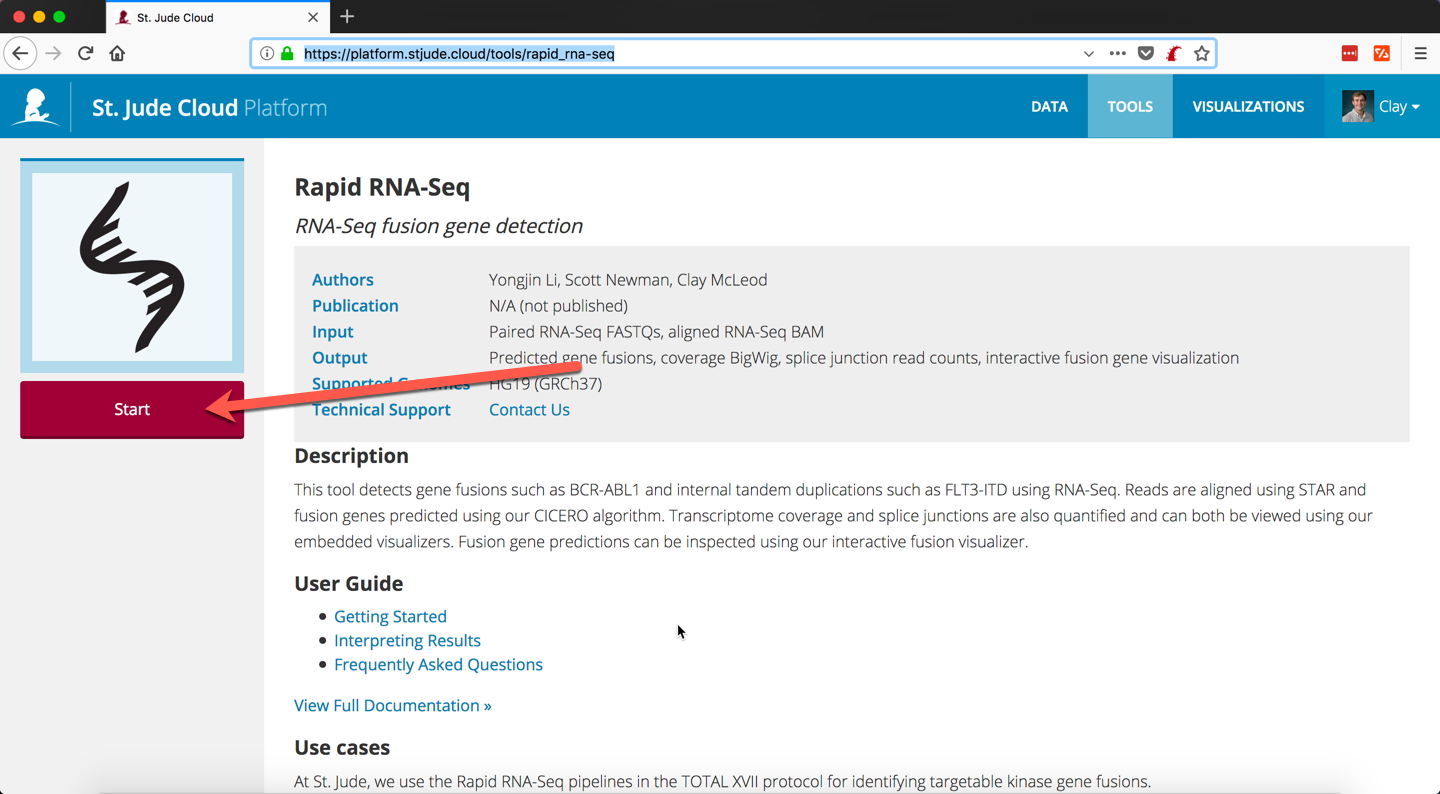 St. Jude Cloud
https://platform.stjude.cloud/tools/rapid_rna-seq
St. Jude Cloud Platform
DATA
TOOLS
VISUALIZATIONS
Clay
Start
Rapid RNA-Seq
RNA-Seq fusion gene detection
Authors Yongjin Li, Scott Newman, Clay McLeod
Publication N/A (not published)
Input Paired RNA-Seq FASTQs, aligned RNA-Seq BAM
Output Predicted gene fusions, coverage BigWig, splice junction read counts, interactive fusion gene visualization
Supported Genomes HG19 (GRCh37)
Technical Support Contact Us
Description
This tool detects gene fusions such as BCR-ABL1 and internal tandem duplications such as FLT3-ITD using RNA-Seq. Reads are aligned using STAR and
fusion genes predicted using our CICERO algorithm. Transcriptome coverage and splice junctions are also quantified and can both be viewed using our
embedded visualizers. Fusion gene predictions can be inspected using our interactive fusion visualizer.
User Guide
Getting Started
Interpreting Results
Frequently Asked Questions
View Full Documentation »
Use cases
At St. Jude, we use the Rapid RNA-Seq pipelines in the TOTAL XVII protocol for identifying targetable kinase gene fusions.